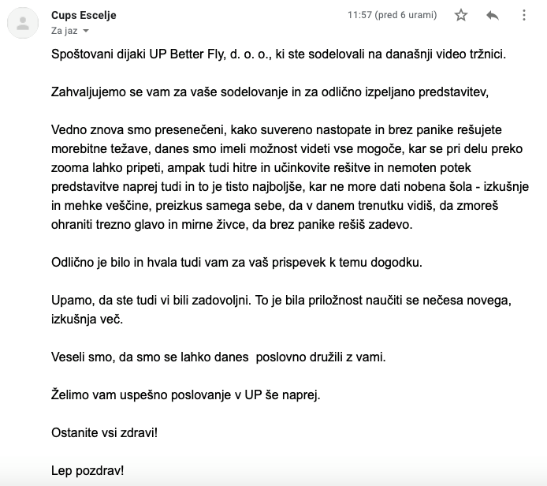 Cups Escelje
11:57 (pred 6 urami)
Za jaz
Spoštovani dijaki UP Better Fly, d. o. o., ki ste sodelovali na današnji video tržnici.
Zahvaljujemo se vam za vaše sodelovanje in za odlično izpeljano predstavitev,
Vedno znova smo presenečeni, kako suvereno nastopate in brez panike rešujete
morebitne težave, danes smo imeli možnost videti vse mogoče, kar se pri delu preko
zooma lahko pripeti, ampak tudi hitre in učinkovite rešitve in nemoten potek
predstavitve naprej tudi in to je tisto najboljše, kar ne more dati nobena šola - izkušnje
in mehke veščine, preizkus samega sebe, da v danem trenutku vidiš, da zmoreš
ohraniti trezno glavo in mirne živce, da brez panike rešiš zadevo.
Odlično je bilo in hvala tudi vam za vaš prispevek k temu dogodku.
Upamo, da ste tudi vi bili zadovoljni. To je bila priložnost naučiti se nečesa novega,
izkušnja več.
Veseli smo, da smo se lahko danes  poslovno družili z vami.
Želimo vam uspešno poslovanje v UP še naprej.
Ostanite vsi zdravi!
Lep pozdrav!